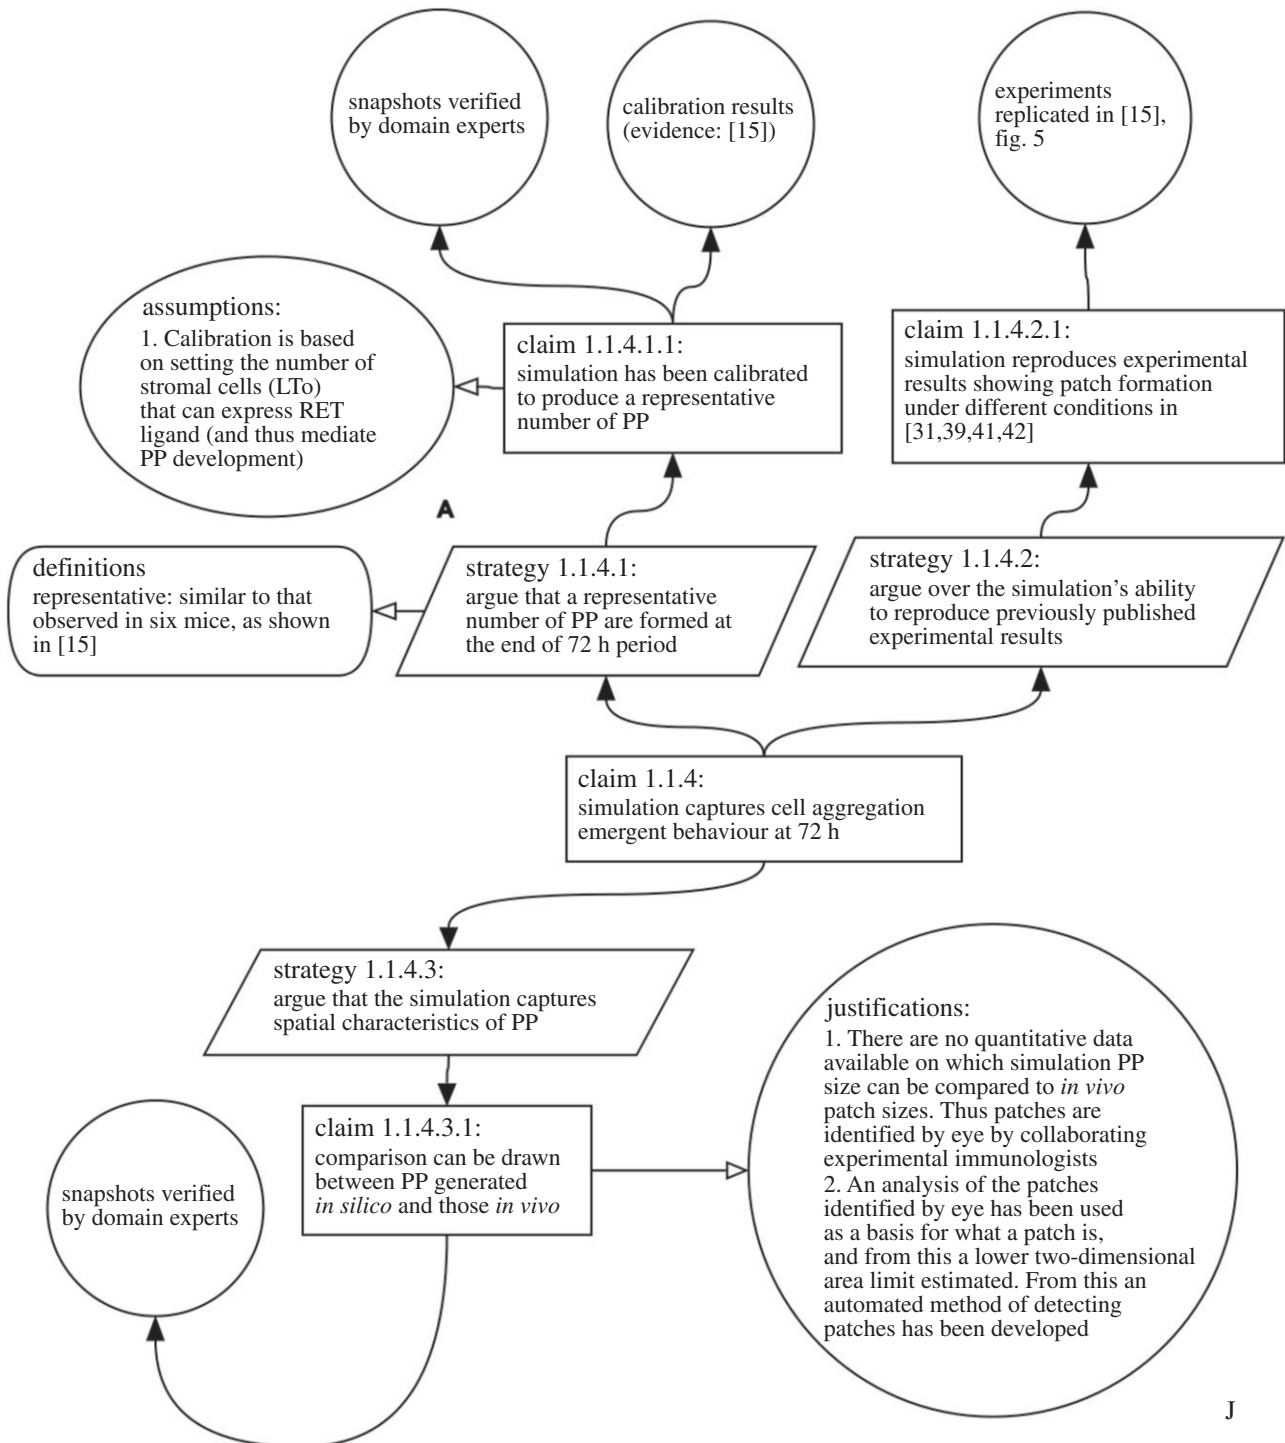 snapshots verified
by domain experts
calibration results
(evidence: [15])
experiments
replicated in [15],
fig. 5
assumptions:
1. Calibration is based
on setting the number of
stromal cells (LTo)
that can express RET
ligand (and thus mediate
PP development)
A
claim 1.1.4.1.1:
simulation has been calibrated
to produce a representative
number of PP
claim 1.1.4.2.1:
simulation reproduces experimental
results showing patch formation
under different conditions in
[31,39,41,42]
definitions
representative: similar to that
observed in six mice, as shown
in [15]
strategy 1.1.4.1:
argue that a representative
number of PP are formed at
the end of 72 h period
strategy 1.1.4.2:
argue over the simulation's ability
to reproduce previously published
experimental results
claim 1.1.4:
simulation captures cell aggregation
emergent behaviour at 72 h
strategy 1.1.4.3:
argue that the simulation captures
spatial characteristics of PP
claim 1.1.4.3.1:
comparison can be drawn
between PP generated
in silico and those in vivo
snapshots verified
by domain experts
justifications:
1. There are no quantitative data
available on which simulation PP
size can be compared to in vivo
patch sizes. Thus patches are
identified by eye by collaborating
experimental immunologists
2. An analysis of the patches
identified by eye has been used
as a basis for what a patch is,
and from this a lower two-dimensional
area limit estimated. From this an
automated method of detecting
patches has been developed
J